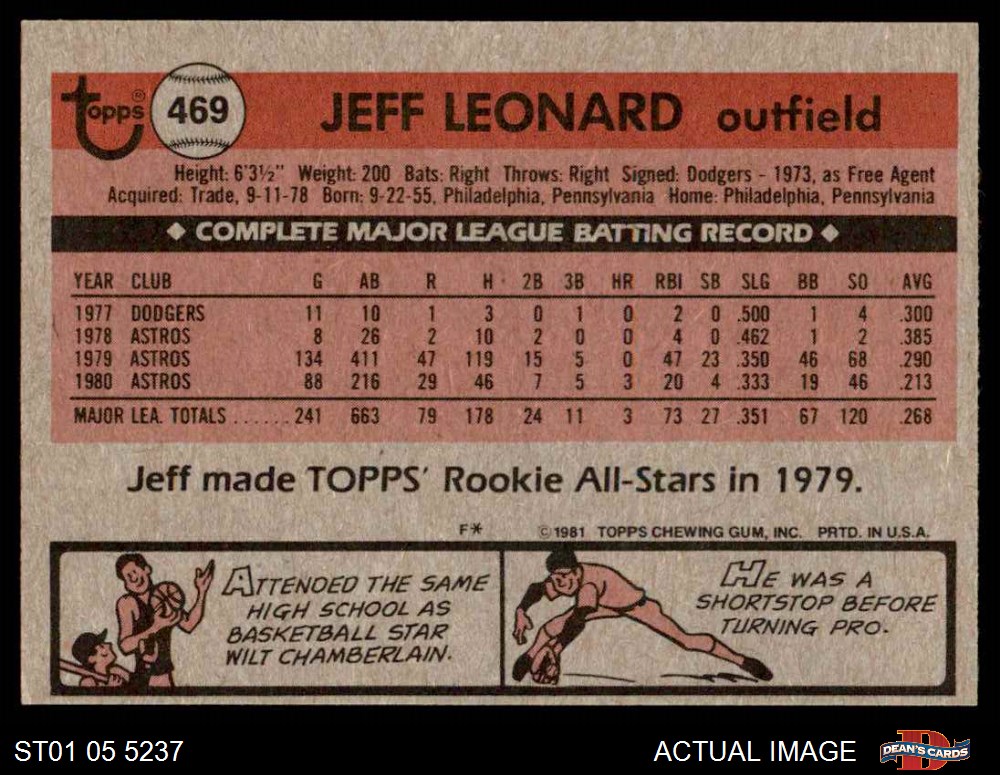 topps® 469 JEFF LEONARD outfield
Height: 6'3½" Weight: 200 Bats: Right Throws: Right Signed: Dodgers - 1973, as Free Agent
Acquired: Trade, 9-11-78 Born: 9-22-55, Philadelphia, Pennsylvania Home: Philadelphia, Pennsylvania
◆ COMPLETE MAJOR LEAGUE BATTING RECORD ◆
YEAR CLUB G AB R H 2B 3B HR RBI SB SLG BB SO AVG
1977 DODGERS 11 10 1 3 0 1 0 2 0 .500 1 4 .300
1978 ASTROS 8 26 2 10 2 0 0 4 0 .462 1 2 .385
1979 ASTROS 134 411 47 119 15 5 0 47 23 .350 46 68 .290
1980 ASTROS 88 216 29 46 7 5 3 20 4 .333 19 46 .213
MAJOR LEA. TOTALS ...... 241 663 79 178 24 11 3 73 27 .351 67 120 .268
Jeff made TOPPS' Rookie All-Stars in 1979.
F* ©1981 TOPPS CHEWING GUM, INC. PRTD. IN U.S.A.
ATTENDED THE SAME
HIGH SCHOOL AS
BASKETBALL STAR
WILT CHAMBERLAIN.
HE WAS A
SHORTSTOP BEFORE
TURNING PRO.
ST01 05 5237 ACTUAL IMAGE DEAN'S CARDS